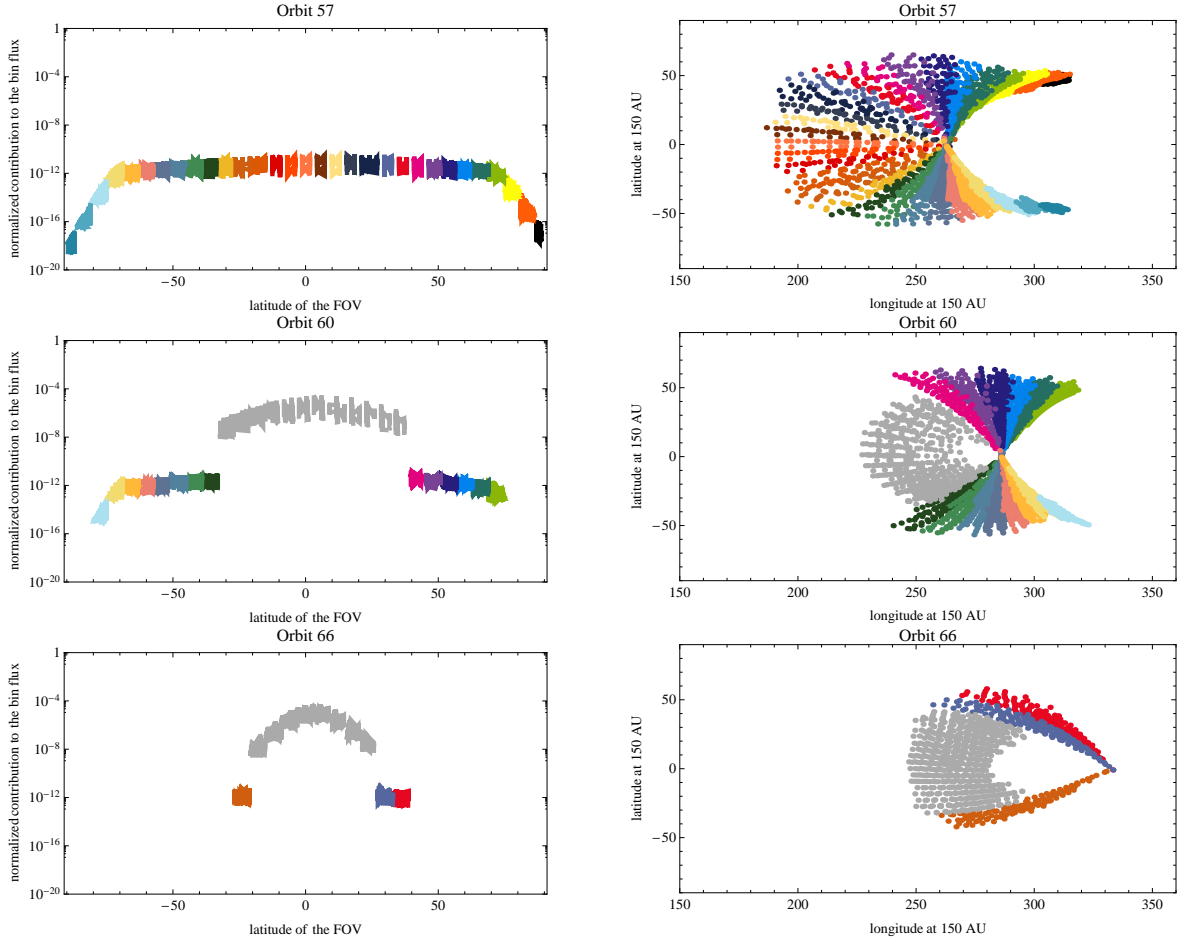 Orbit 57
1
10−4
10−8
10−12
10−16
10−20
−50 0 50
latitude of the FOV
normalized contribution to the bin flux
Orbit 57
50
0
−50
150 200 250 300 350
longitude at 150 AU
latitude at 150 AU
Orbit 60
1
10−4
10−8
10−12
10−16
10−20
−50 0 50
latitude of the FOV
normalized contribution to the bin flux
Orbit 60
50
0
−50
150 200 250 300 350
longitude at 150 AU
latitude at 150 AU
Orbit 66
1
10−4
10−8
10−12
10−16
10−20
−50 0 50
latitude of the FOV
normalized contribution to the bin flux
Orbit 66
50
0
−50
150 200 250 300 350
longitude at 150 AU
latitude at 150 AU